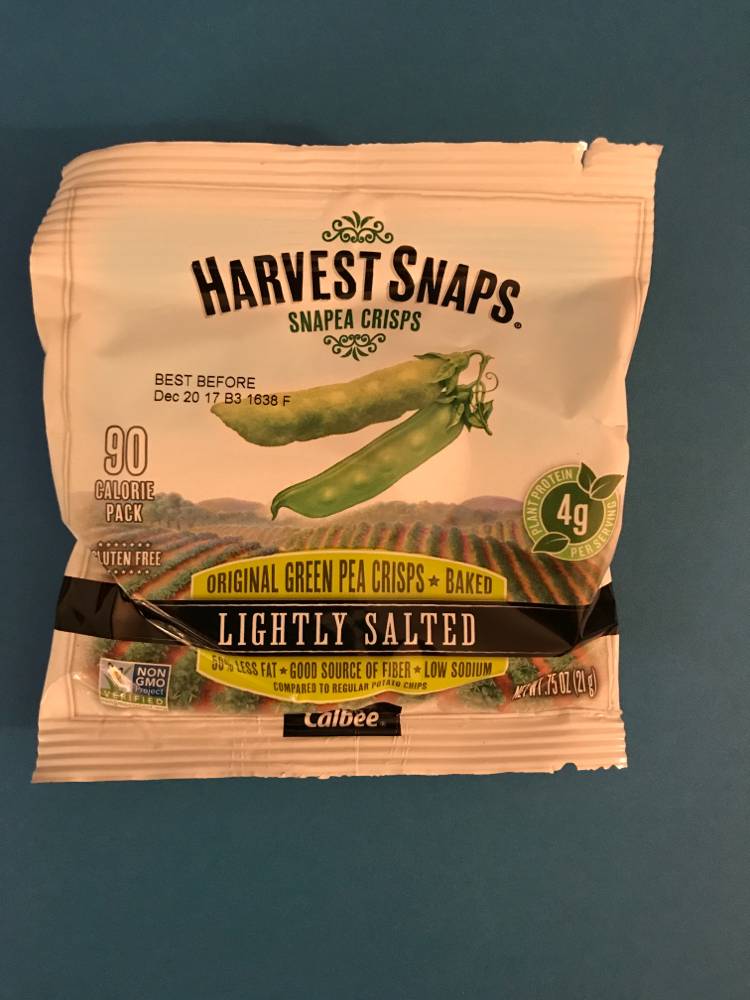 HARVEST SNAPS®
SNAPEA CRISPS
BEST BEFORE
Dec 20 17 B3 1638 F
90
CALORIE
PACK
PLANT PROTEIN
4g
PER SERVING
GLUTEN FREE
ORIGINAL GREEN PEA CRISPS ★ BAKED
LIGHTLY SALTED
50% LESS FAT ★ GOOD SOURCE OF FIBER ★ LOW SODIUM
COMPARED TO REGULAR POTATO CHIPS
NON
GMO
Project
VERIFIED
NET WT .75 OZ (21 g)
Calbee